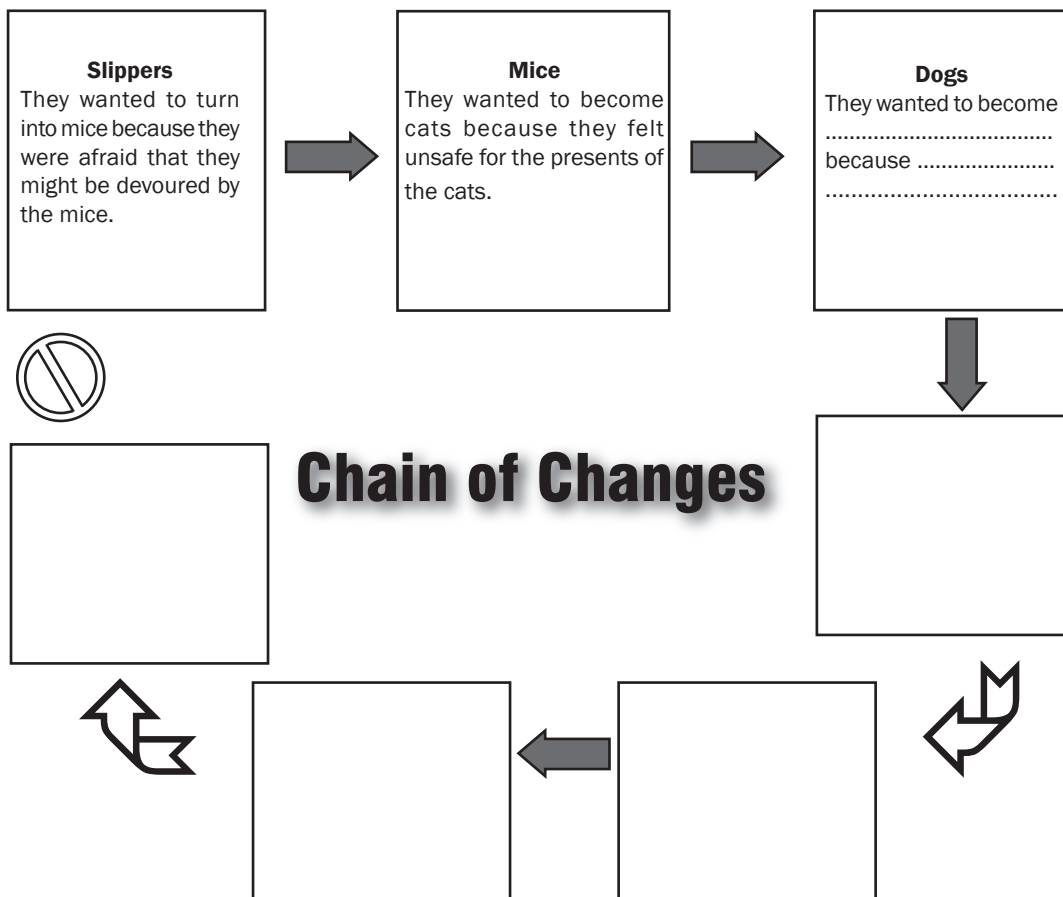 Slippers
They wanted to turn
into mice because they
were afraid that they
might be devoured by
the mice.
Mice
They wanted to become
cats because they felt
unsafe for the presents of
the cats.
Dogs
They wanted to become
.....................................
because .......................
....................................
Chain of Changes